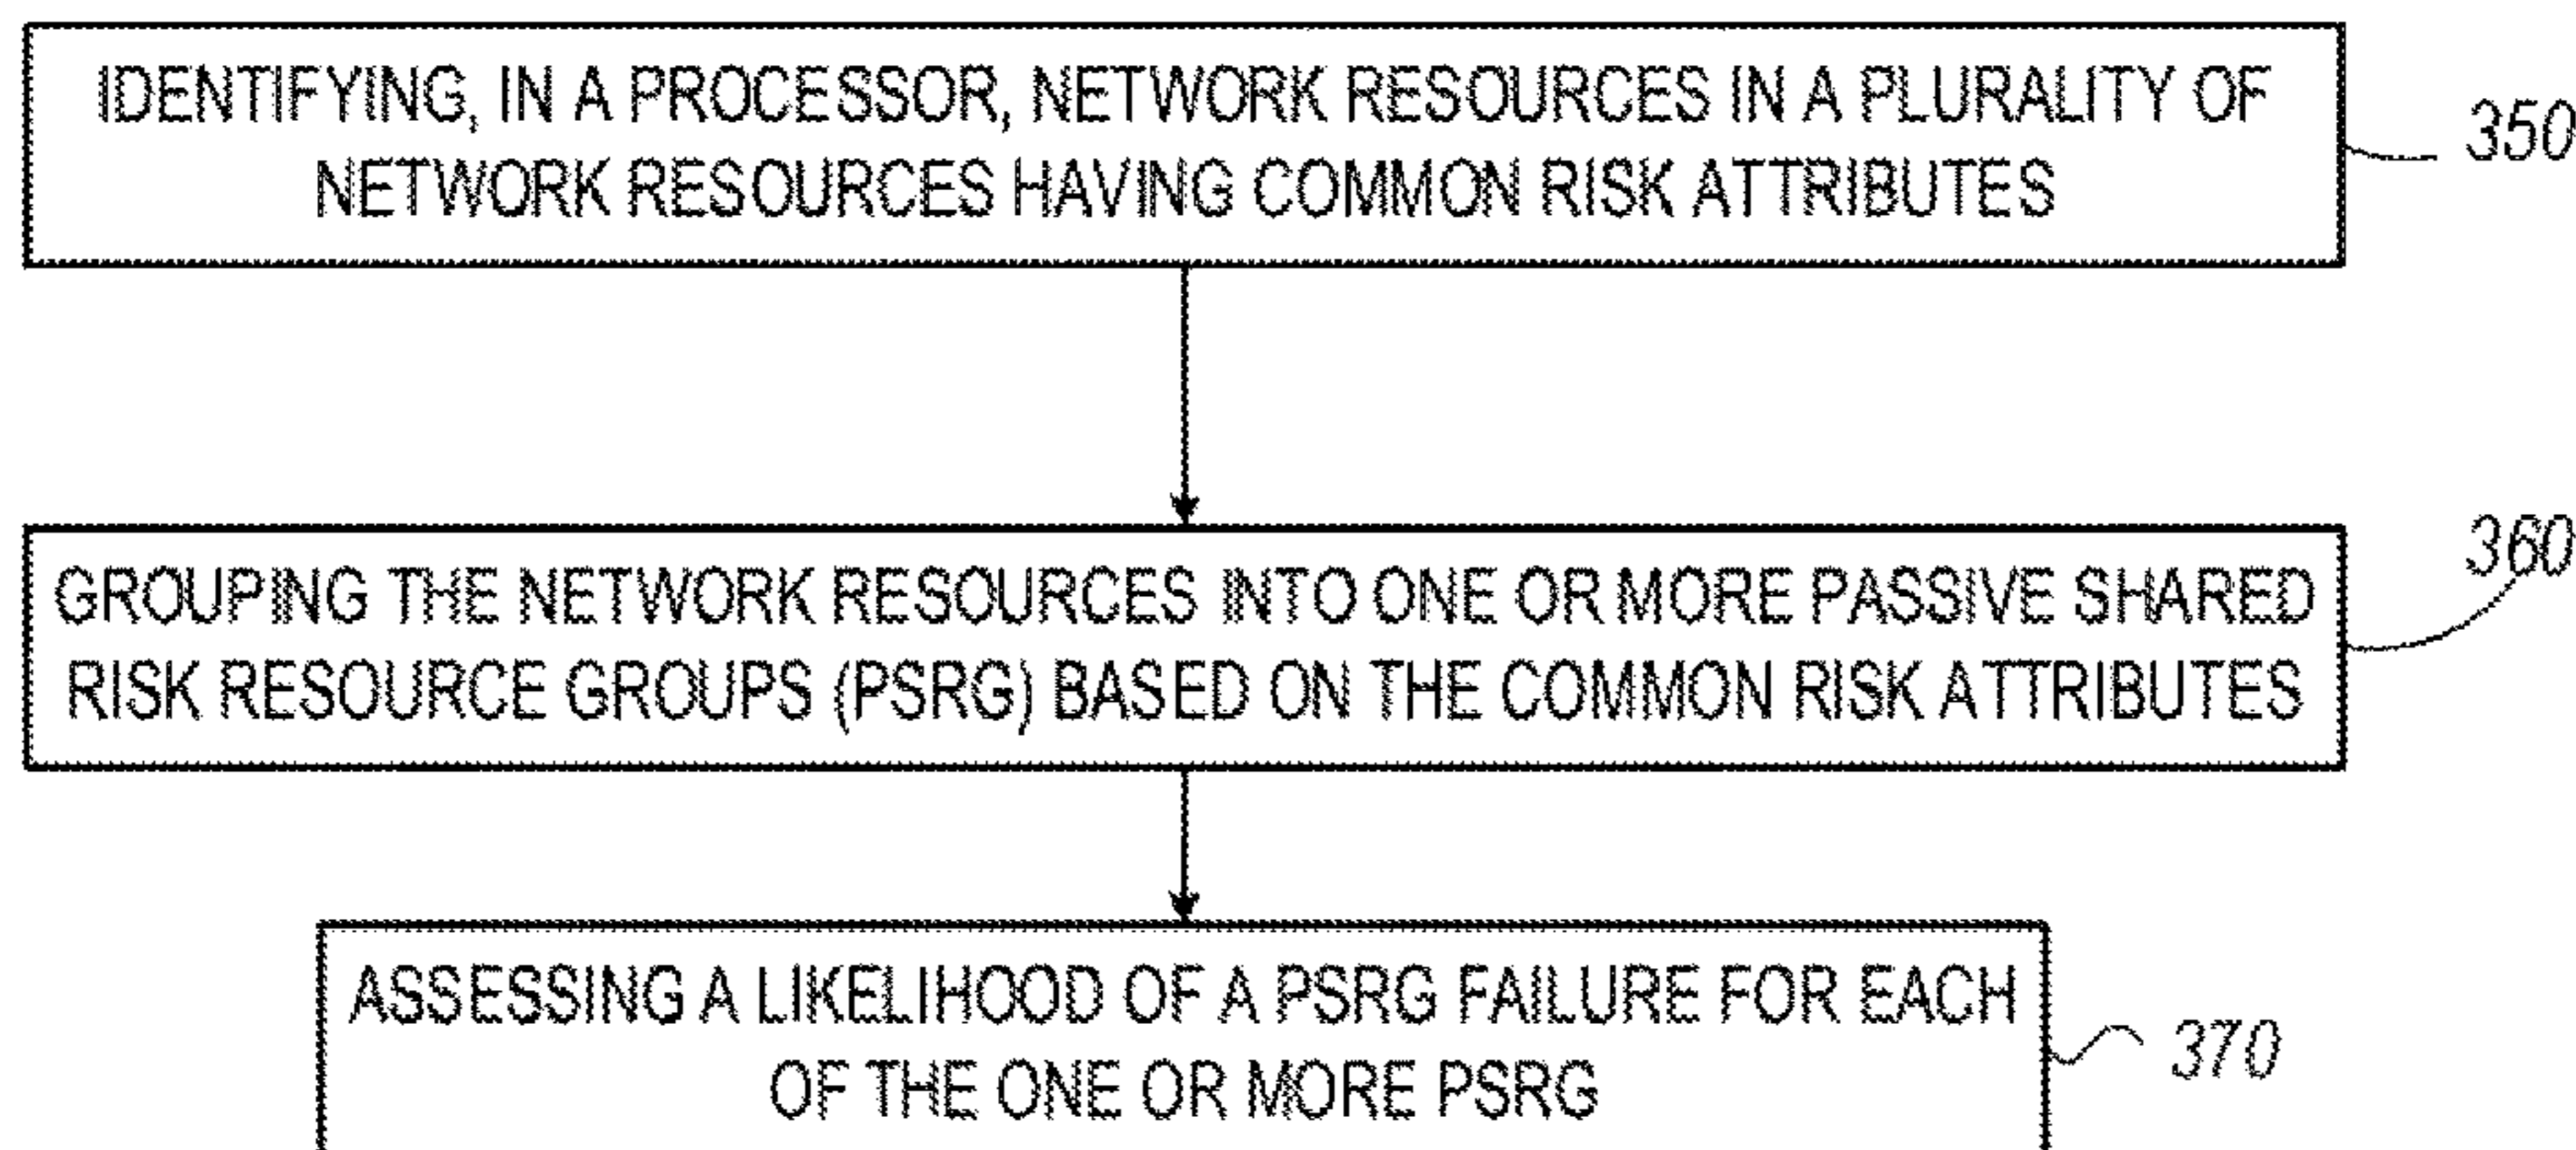 IDENTIFYING, IN A PROCESSOR, NETWORK RESOURCES IN A PLURALITY OF
NETWORK RESOURCES HAVING COMMON RISK ATTRIBUTES
350
GROUPING THE NETWORK RESOURCES INTO ONE OR MORE PASSIVE SHARED
RISK RESOURCE GROUPS (PSRG) BASED ON THE COMMON RISK ATTRIBUTES
360
ASSESSING A LIKELIHOOD OF A PSRG FAILURE FOR EACH
OF THE ONE OR MORE PSRG
370